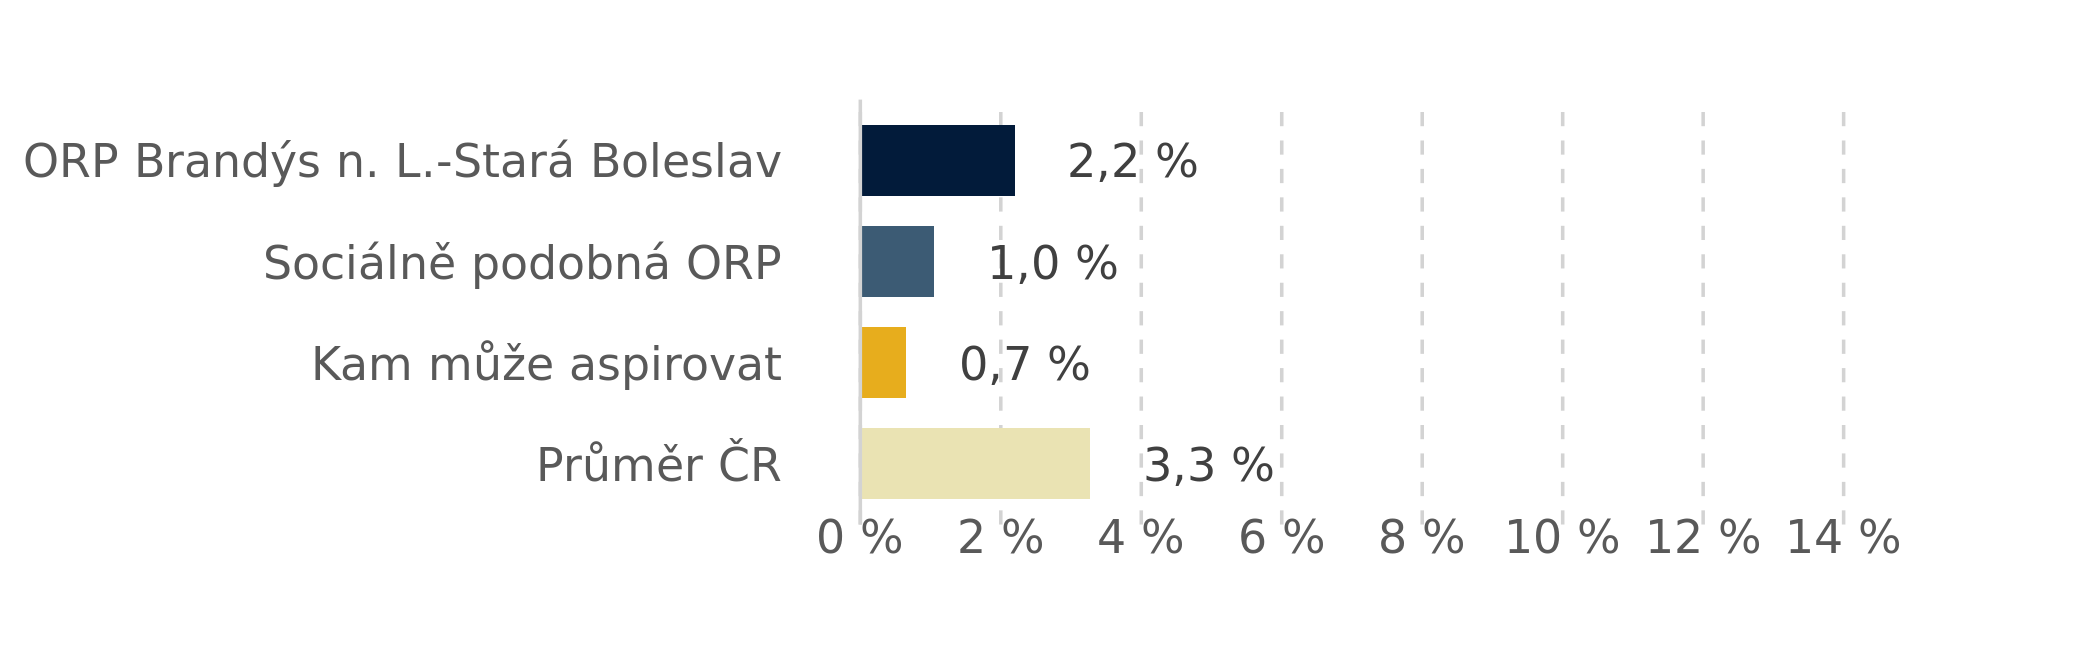 ORP Brandýs n. L.-Stará Boleslav 2,2 %
Sociálně podobná ORP 1,0 %
Kam může aspirovat 0,7 %
Průměr ČR 3,3 %
0 % 2 % 4 % 6 % 8 % 10 % 12 % 14 %